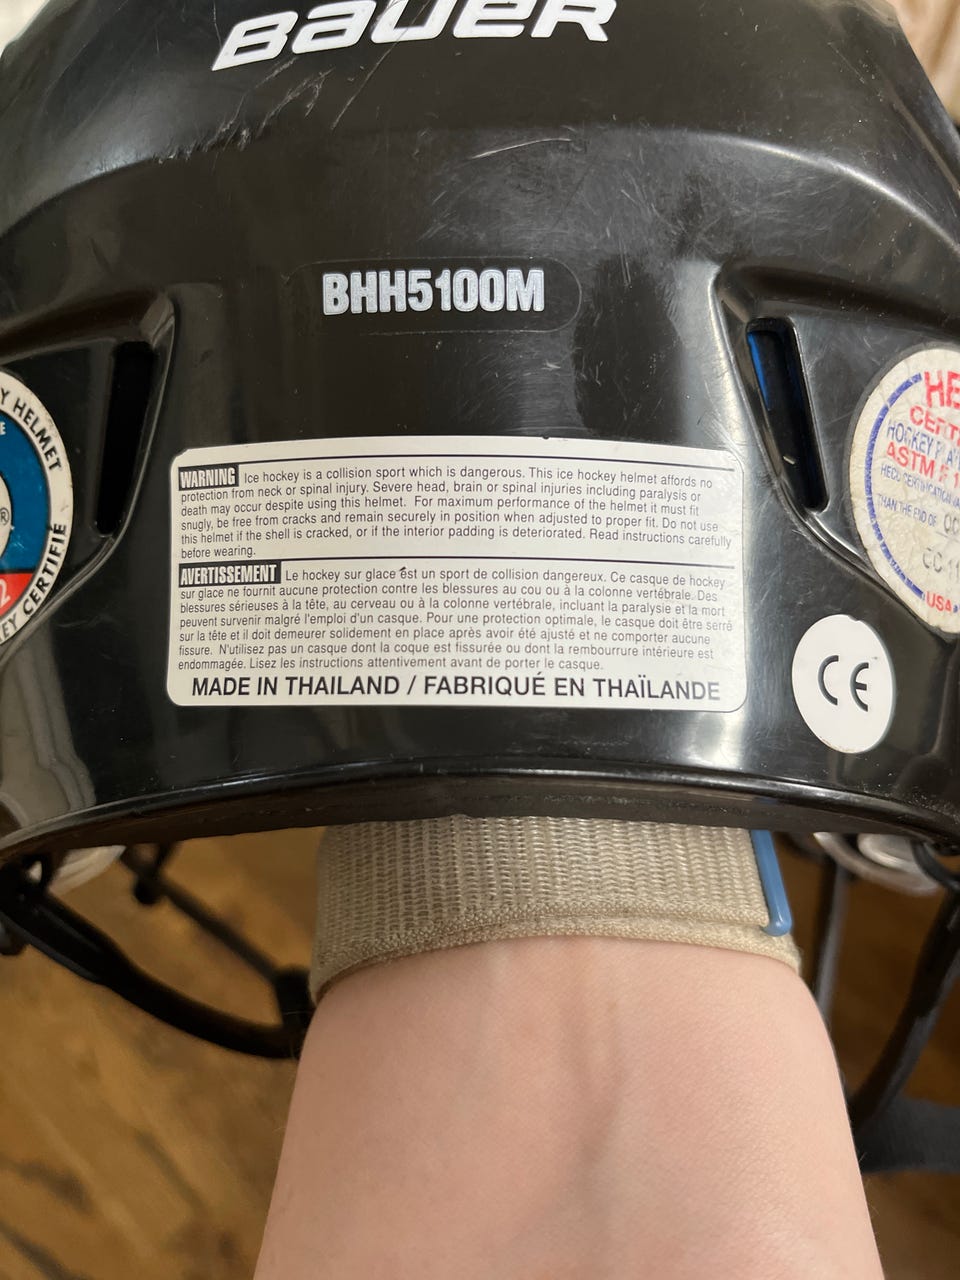 BAUER
BHH5100M
HELMET
®
CERTIFIÉ
WARNING Ice hockey is a collision sport which is dangerous. This ice hockey helmet affords no
protection from neck or spinal injury. Severe head, brain or spinal injuries including paralysis or
death may occur despite using this helmet. For maximum performance of the helmet it must fit
snugly, be free from cracks and remain securely in position when adjusted to proper fit. Do not use
this helmet if the shell is cracked, or if the interior padding is deteriorated. Read instructions carefully
before wearing.
AVERTISSEMENT Le hockey sur glace est un sport de collision dangereux. Ce casque de hockey
sur glace ne fournit aucune protection contre les blessures au cou ou à la colonne vertébrale. Des
blessures sérieuses à la tête, au cerveau ou à la colonne vertébrale, incluant la paralysie et la mort
peuvent survenir malgré l'emploi d'un casque. Pour une protection optimale, le casque doit être serré
sur la tête et il doit demeurer solidement en place après avoir été ajusté et ne comporter aucune
fissure. N'utilisez pas un casque dont la coque est fissurée ou dont la rembourrure intérieure est
endommagée. Lisez les instructions attentivement avant de porter le casque.
MADE IN THAILAND / FABRIQUÉ EN THAÏLANDE
HOCKEY
ASTM F
THAN THE END OF
USA
CE